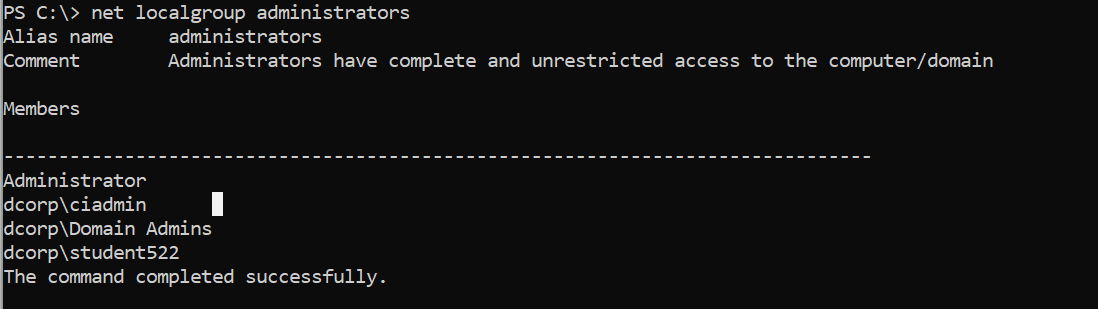 PS C:\> net localgroup administrators
Alias name     administrators
Comment        Administrators have complete and unrestricted access to the computer/domain
Members
-------------------------------------------------------------------------------
Administrator
dcorp\ciadmin
dcorp\Domain Admins
dcorp\student522
The command completed successfully.